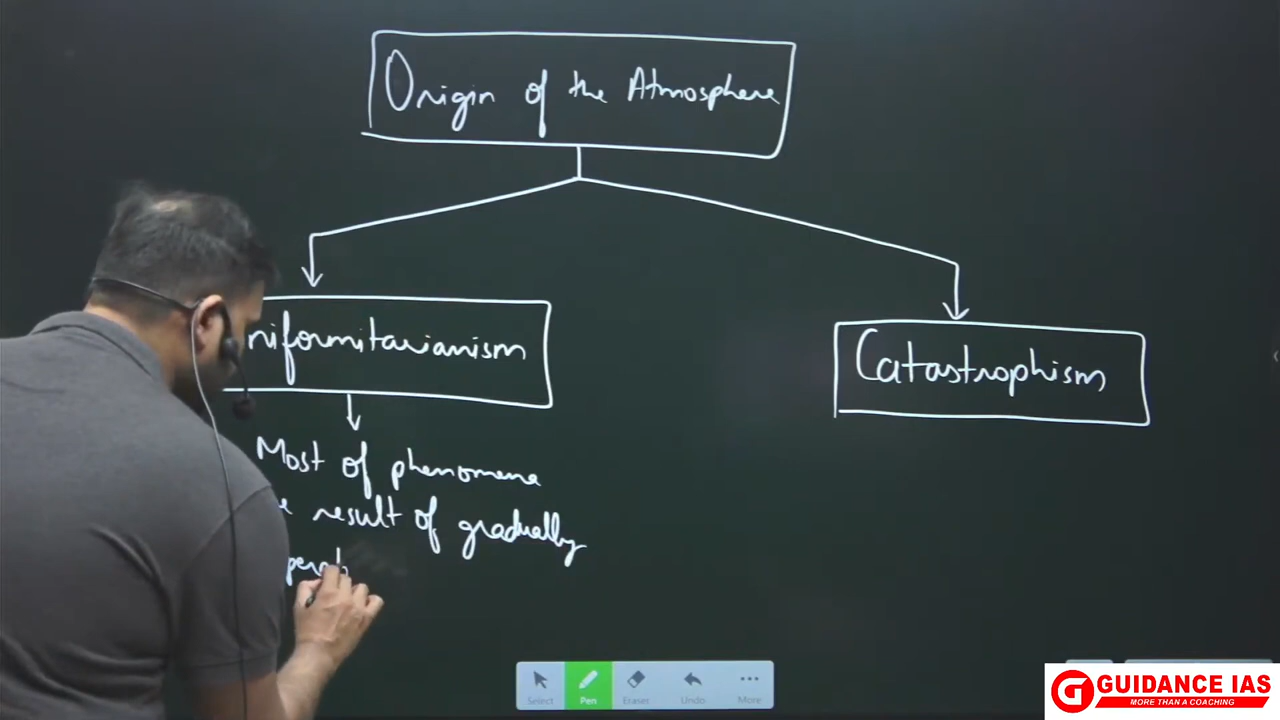 Origin of the Atmosphere
niformitarianism
Catastrophism
Most of phenomena
result of gradually
Select
Pen
Eraser
Undo
More
GUIDANCE IAS
MORE THAN A COACHING